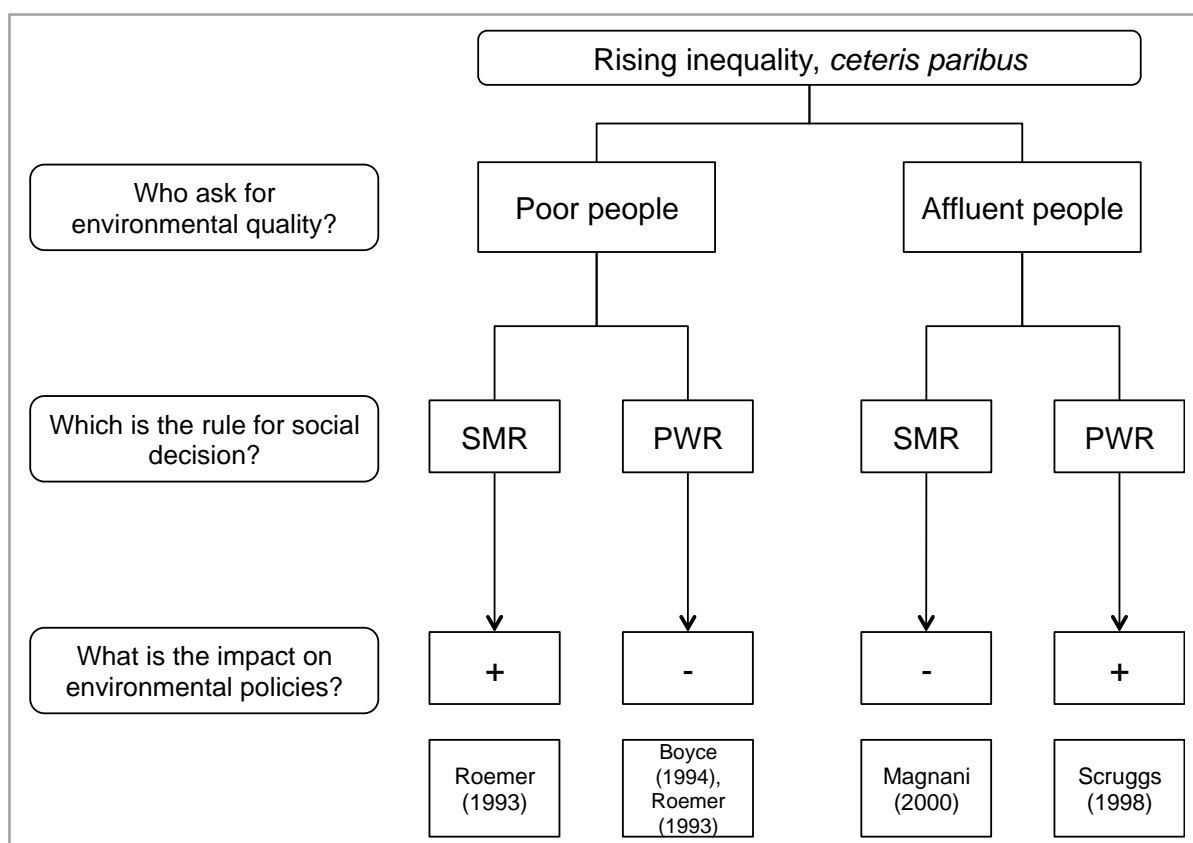 Rising inequality, ceteris paribus
Who ask for
environmental quality?
Poor people
Affluent people
Which is the rule for social
decision?
SMR
PWR
SMR
PWR
What is the impact on
environmental policies?
+
-
-
+
Roemer
(1993)
Boyce
(1994),
Roemer
(1993)
Magnani
(2000)
Scruggs
(1998)